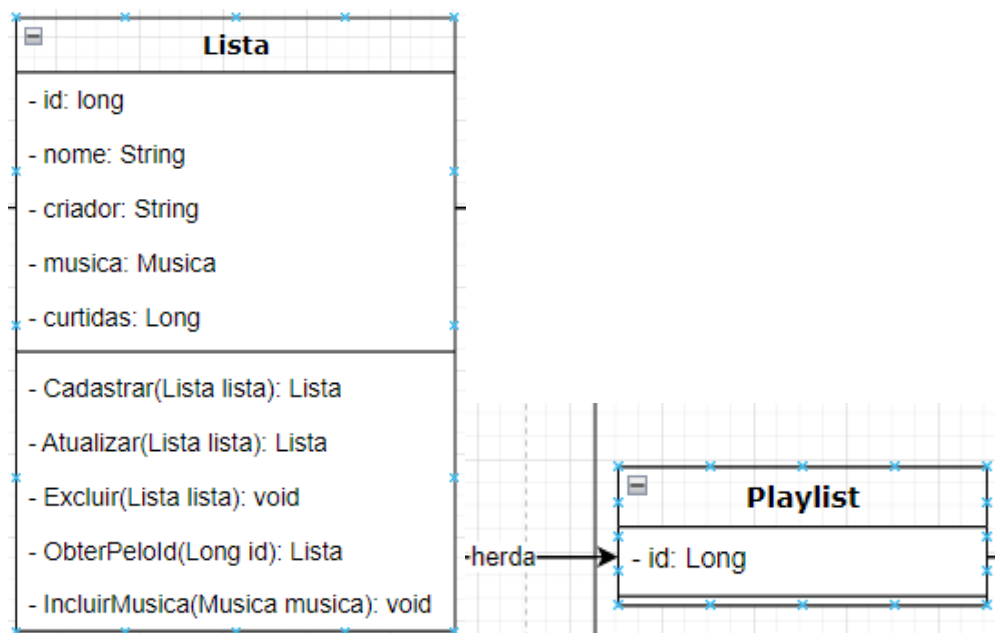 Lista
- id: long
- nome: String
- criador: String
- musica: Musica
- curtidas: Long
- Cadastrar(Lista lista): Lista
- Atualizar(Lista lista): Lista
- Excluir(Lista lista): void
- ObterPeloId(Long id): Lista
- IncluirMusica(Musica musica): void
herda
Playlist
- id: Long